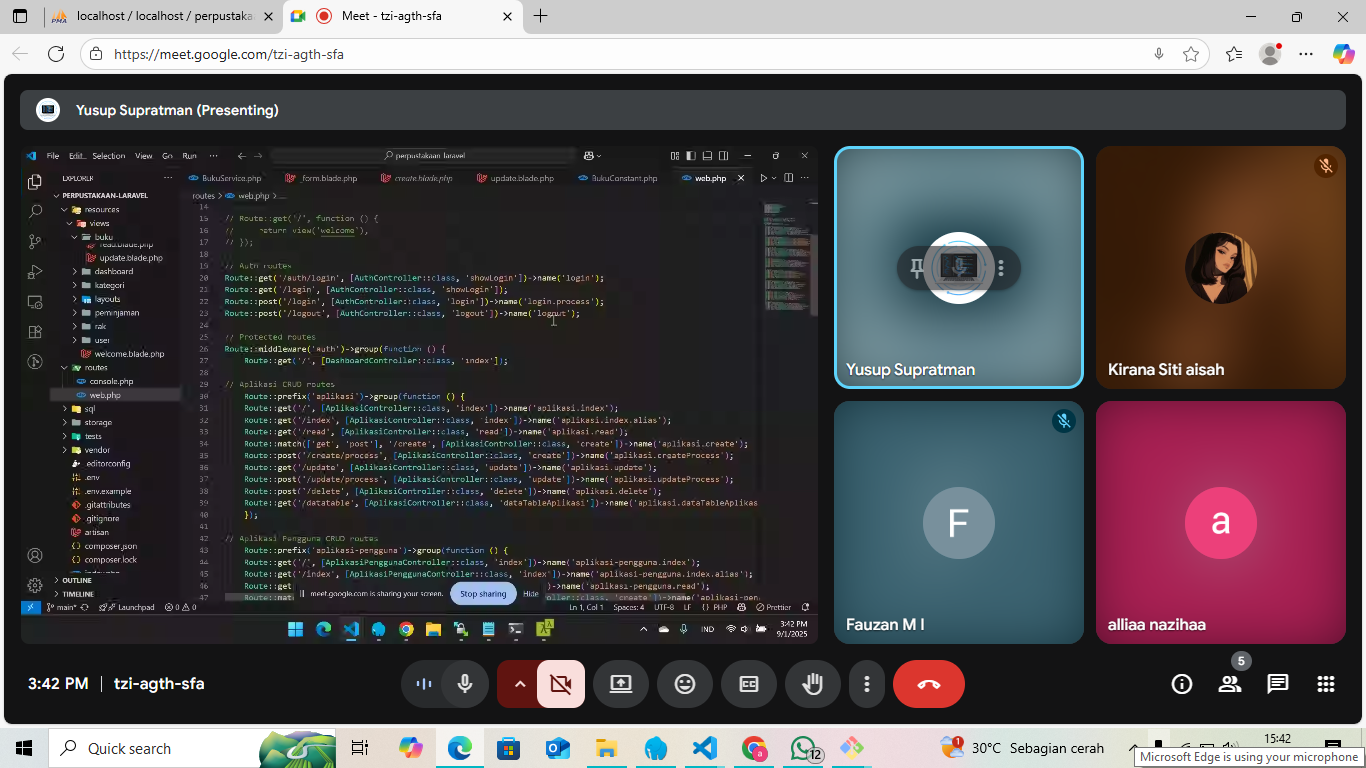 localhost / localhost / perpustaka
Meet - tzi-agth-sfa
https://meet.google.com/tzi-agth-sfa
Yusup Supratman (Presenting)
File Edit Selection View Go Run ··· perpustakaan-laravel
EXPLORER ···
BukuService.php _form.blade.php create.blade.php update.blade.php BukuConstant.php web.php
PERPUSTAKAAN-LARAVEL
resources
views
buku
read.blade.php
update.blade.php
dashboard
kategori
layouts
peminjaman
rak
user
welcome.blade.php
routes
console.php
web.php
sql
storage
tests
vendor
.editorconfig
.env
.env.example
.gitattributes
.gitignore
artisan
composer.json
composer.lock
OUTLINE
TIMELINE
routes > web.php > ...
14
15 // Route::get('/', function () {
16 //     return view('welcome');
17 // });
18
19 // Auth routes
20 Route::get('/auth/login', [AuthController::class, 'showLogin'])->name('login');
21 Route::get('/login', [AuthController::class, 'showLogin']);
22 Route::post('/login', [AuthController::class, 'login'])->name('login.process');
23 Route::post('/logout', [AuthController::class, 'logout'])->name('logout');
24
25 // Protected routes
26 Route::middleware('auth')->group(function () {
27     Route::get('/', [DashboardController::class, 'index']);
28
29 // Aplikasi CRUD routes
30     Route::prefix('aplikasi')->group(function () {
31     Route::get('/', [AplikasiController::class, 'index'])->name('aplikasi.index');
32     Route::get('/index', [AplikasiController::class, 'index'])->name('aplikasi.index.alias');
33     Route::get('/read', [AplikasiController::class, 'read'])->name('aplikasi.read');
34     Route::match(['get', 'post'], '/create', [AplikasiController::class, 'create'])->name('aplikasi.create');
35     Route::post('/create/process', [AplikasiController::class, 'create'])->name('aplikasi.createProcess');
36     Route::get('/update', [AplikasiController::class, 'update'])->name('aplikasi.update');
37     Route::post('/update/process', [AplikasiController::class, 'update'])->name('aplikasi.updateProcess');
38     Route::post('/delete', [AplikasiController::class, 'delete'])->name('aplikasi.delete');
39     Route::get('/datatable', [AplikasiController::class, 'dataTableAplikasi'])->name('aplikasi.dataTableAplikas
40     });
41
42 // Aplikasi Pengguna CRUD routes
43     Route::prefix('aplikasi-pengguna')->group(function () {
44     Route::get('/', [AplikasiPenggunaController::class, 'index'])->name('aplikasi-pengguna.index');
45     Route::get('/index', [AplikasiPenggunaController::class, 'index'])->name('aplikasi-pengguna.index.alias');
46     Route::get )->name('aplikasi-pengguna.read');
47     Route::mat oller::class, 'create'])->name('aplikasi-pen
meet.google.com is sharing your screen. Stop sharing Hide
main* Launchpad 0 0 Ln 1, Col 1 Spaces: 4 UTF-8 LF {} PHP Prettier
IND
3:42 PM
9/1/2025
Yusup Supratman
Kirana Siti aisah
F
Fauzan M I
a
alliaa nazihaa
3:42 PM | tzi-agth-sfa
5
Quick search
12
1
30°C Sebagian cerah
15:42
Microsoft Edge is using your microphone